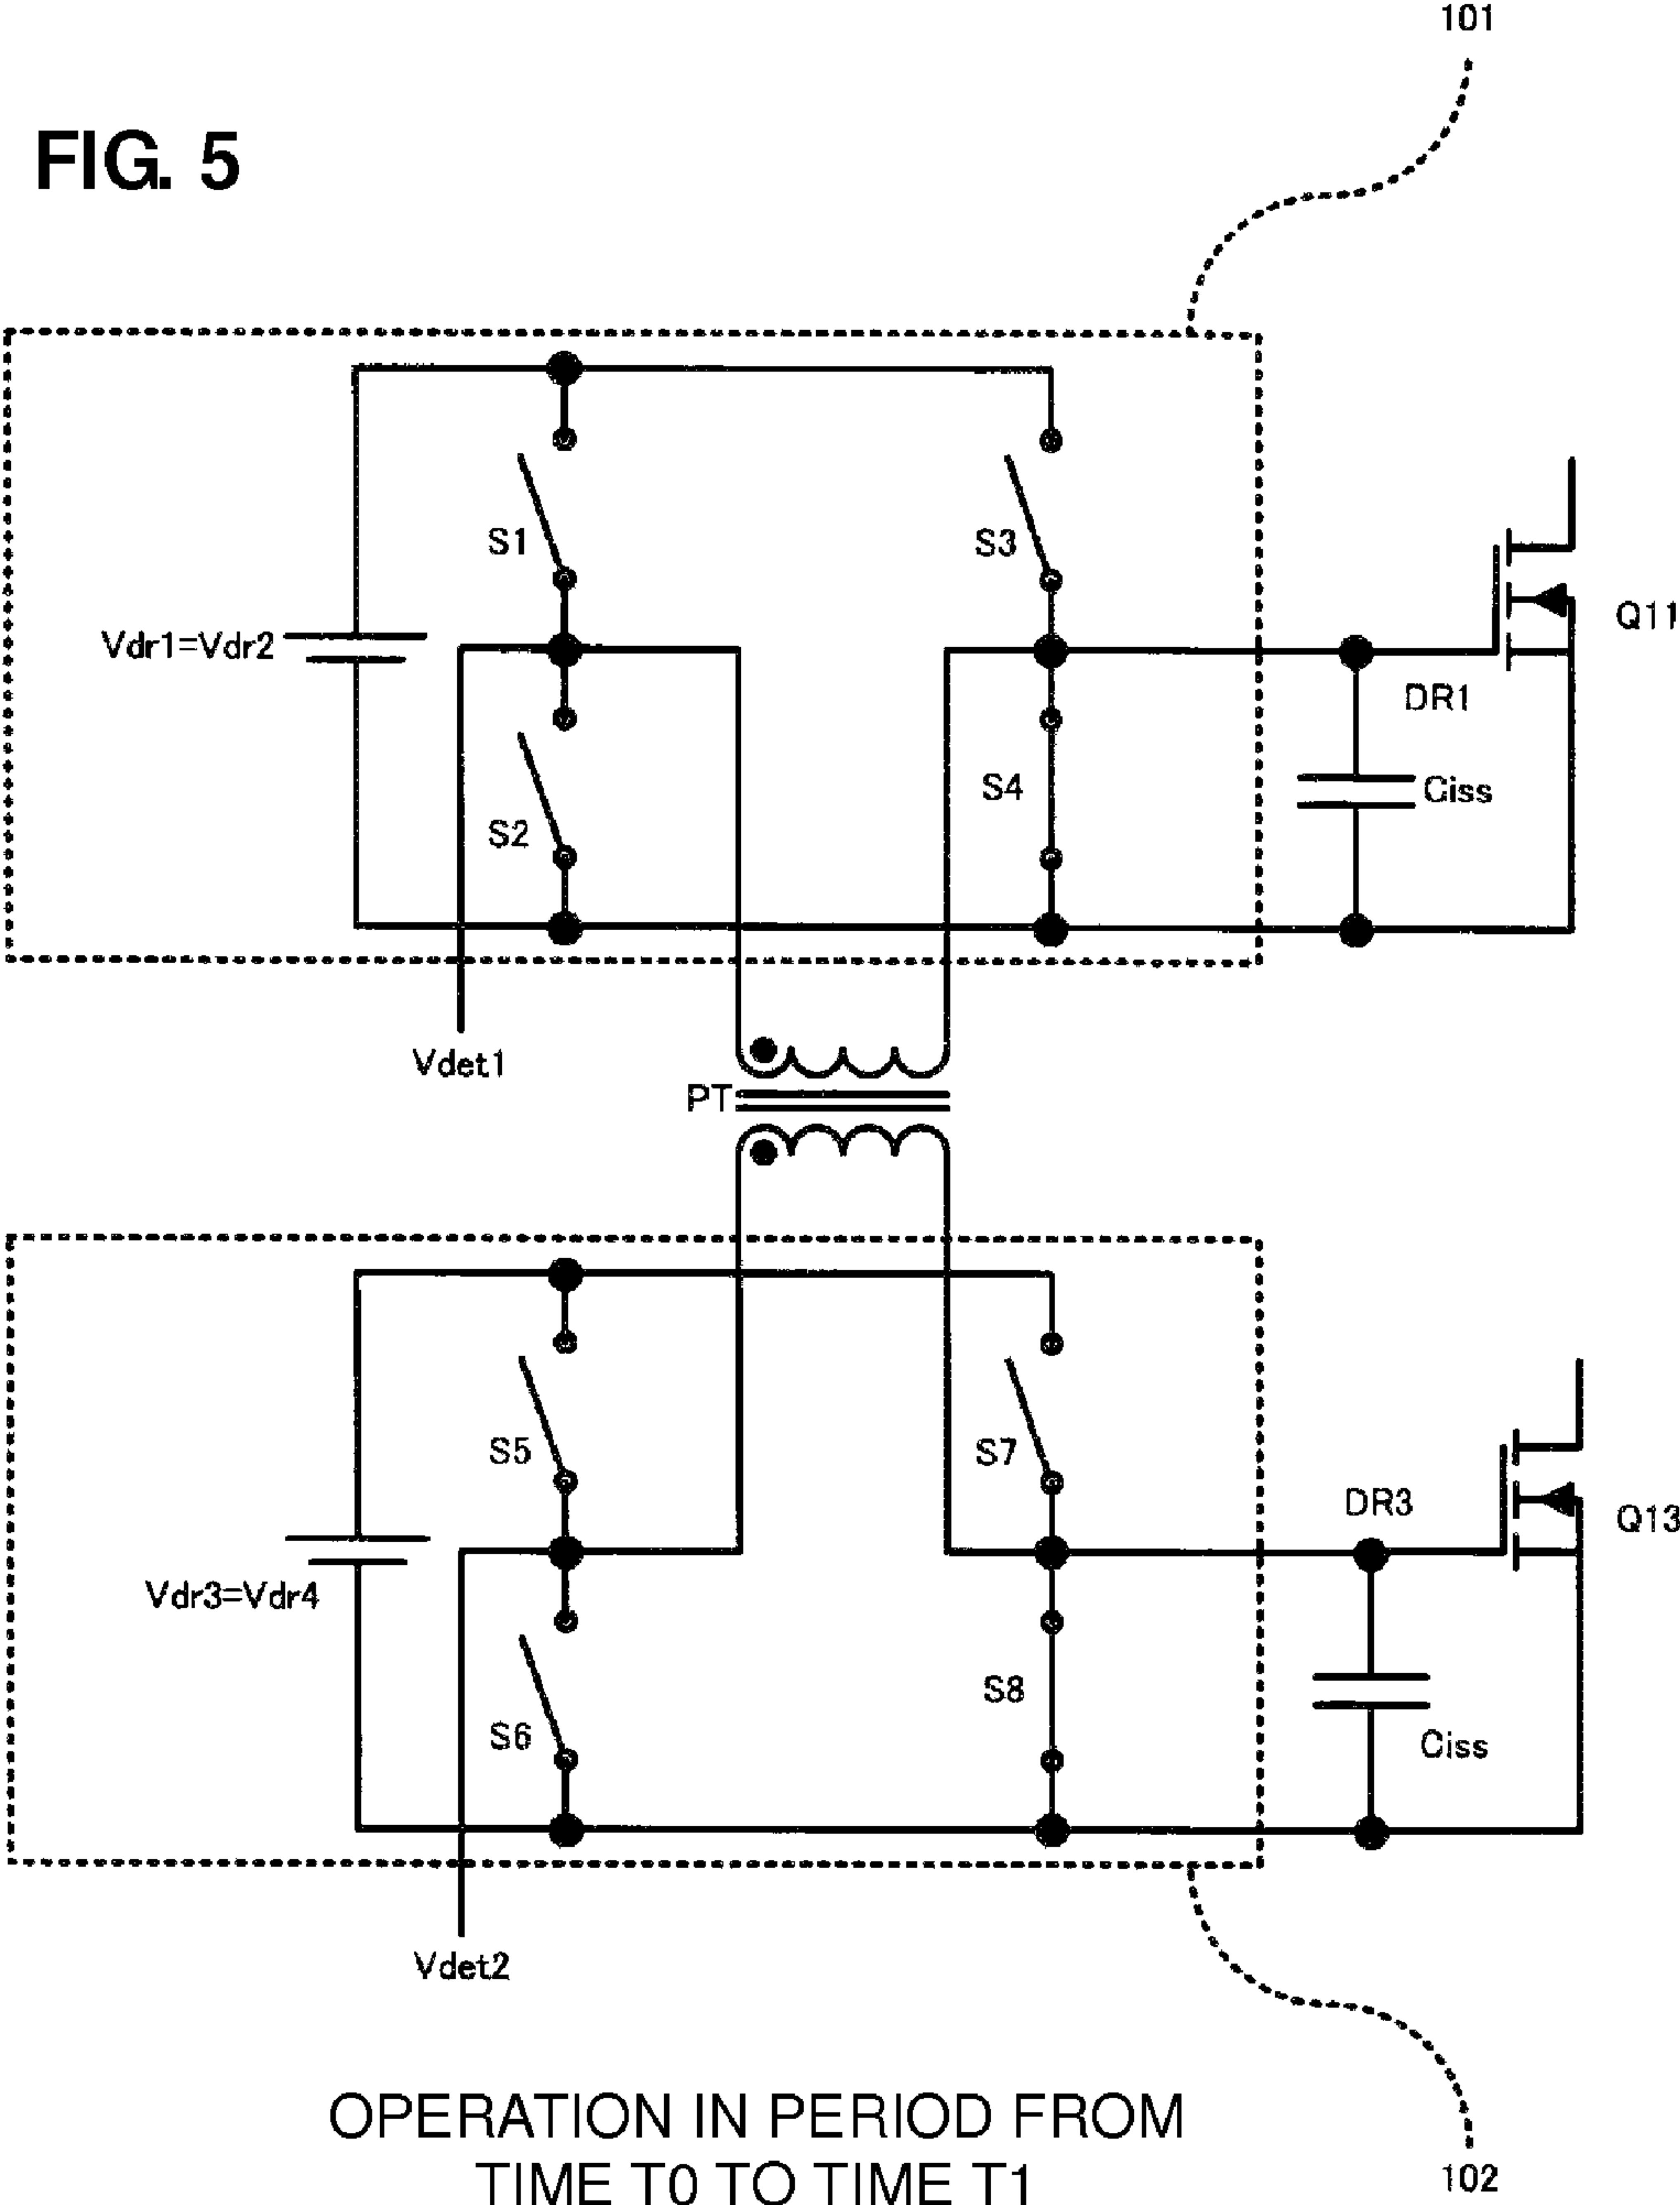 101
FIG. 5
S1
S3
Q11
Vdr1=Vdr2
DR1
S4
Ciss
S2
Vdet1
PT
S5
S7
DR3
Q13
Vdr3=Vdr4
S8
S6
Ciss
Vdet2
OPERATION IN PERIOD FROM
TIME T0 TO TIME T1
102